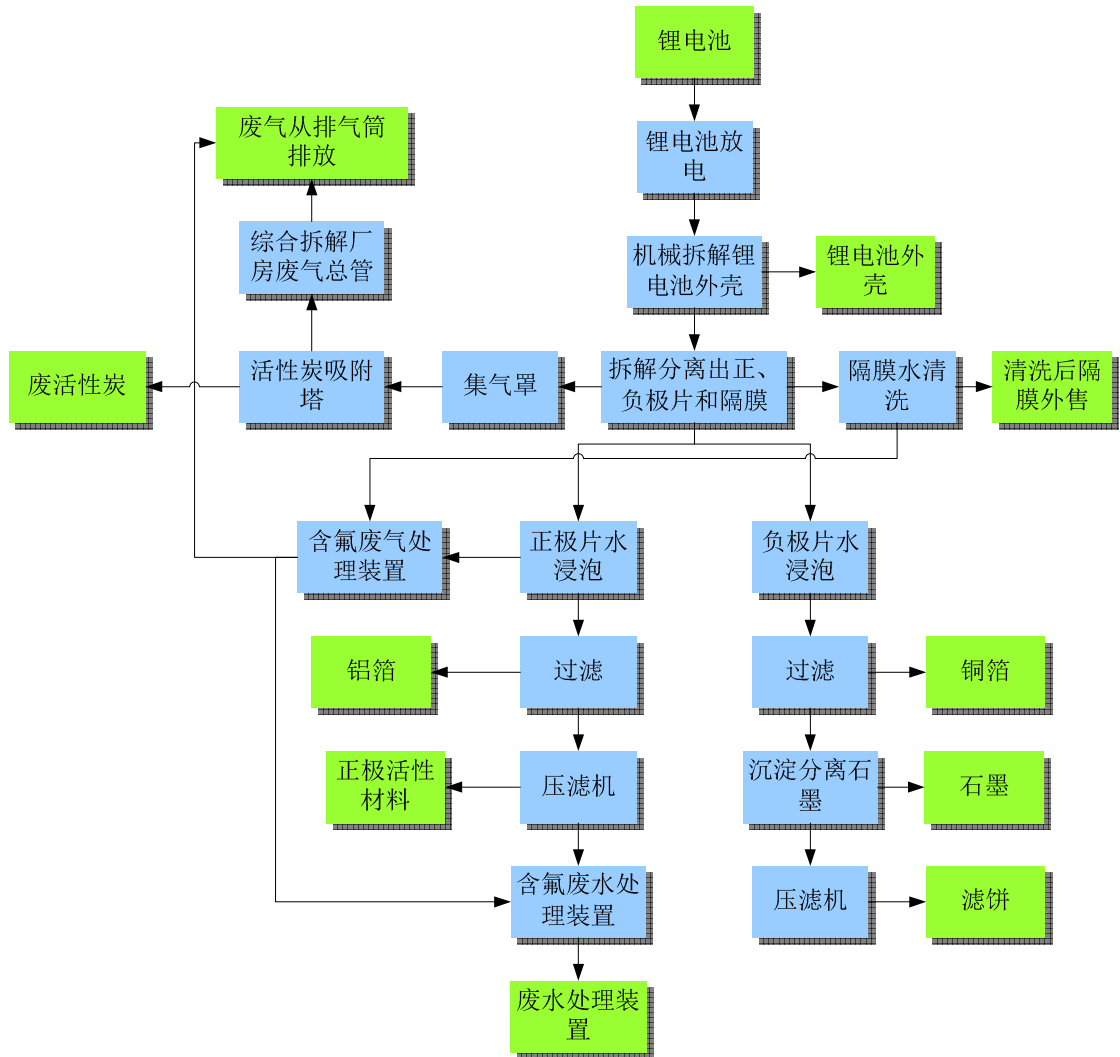 锂电池
废气从排气筒
排放
锂电池放
电
综合拆解厂
房废气总管
机械拆解锂
电池外壳
锂电池外
壳
废活性炭
活性炭吸附
塔
集气罩
拆解分离出正、
负极片和隔膜
隔膜水清
洗
清洗后隔
膜外售
含氟废气处
理装置
正极片水
浸泡
负极片水
浸泡
铝箔
过滤
过滤
铜箔
正极活性
材料
压滤机
沉淀分离石
墨
石墨
含氟废水处
理装置
压滤机
滤饼
废水处理装
置